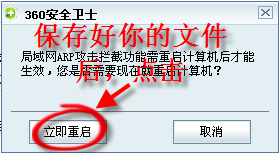 360安全卫士
保存好你的文件
局域网ARP攻击拦截功能需重启计算机后才能
生效，您是否需要现在就重启计算机？
后，点击
立即重启
取消